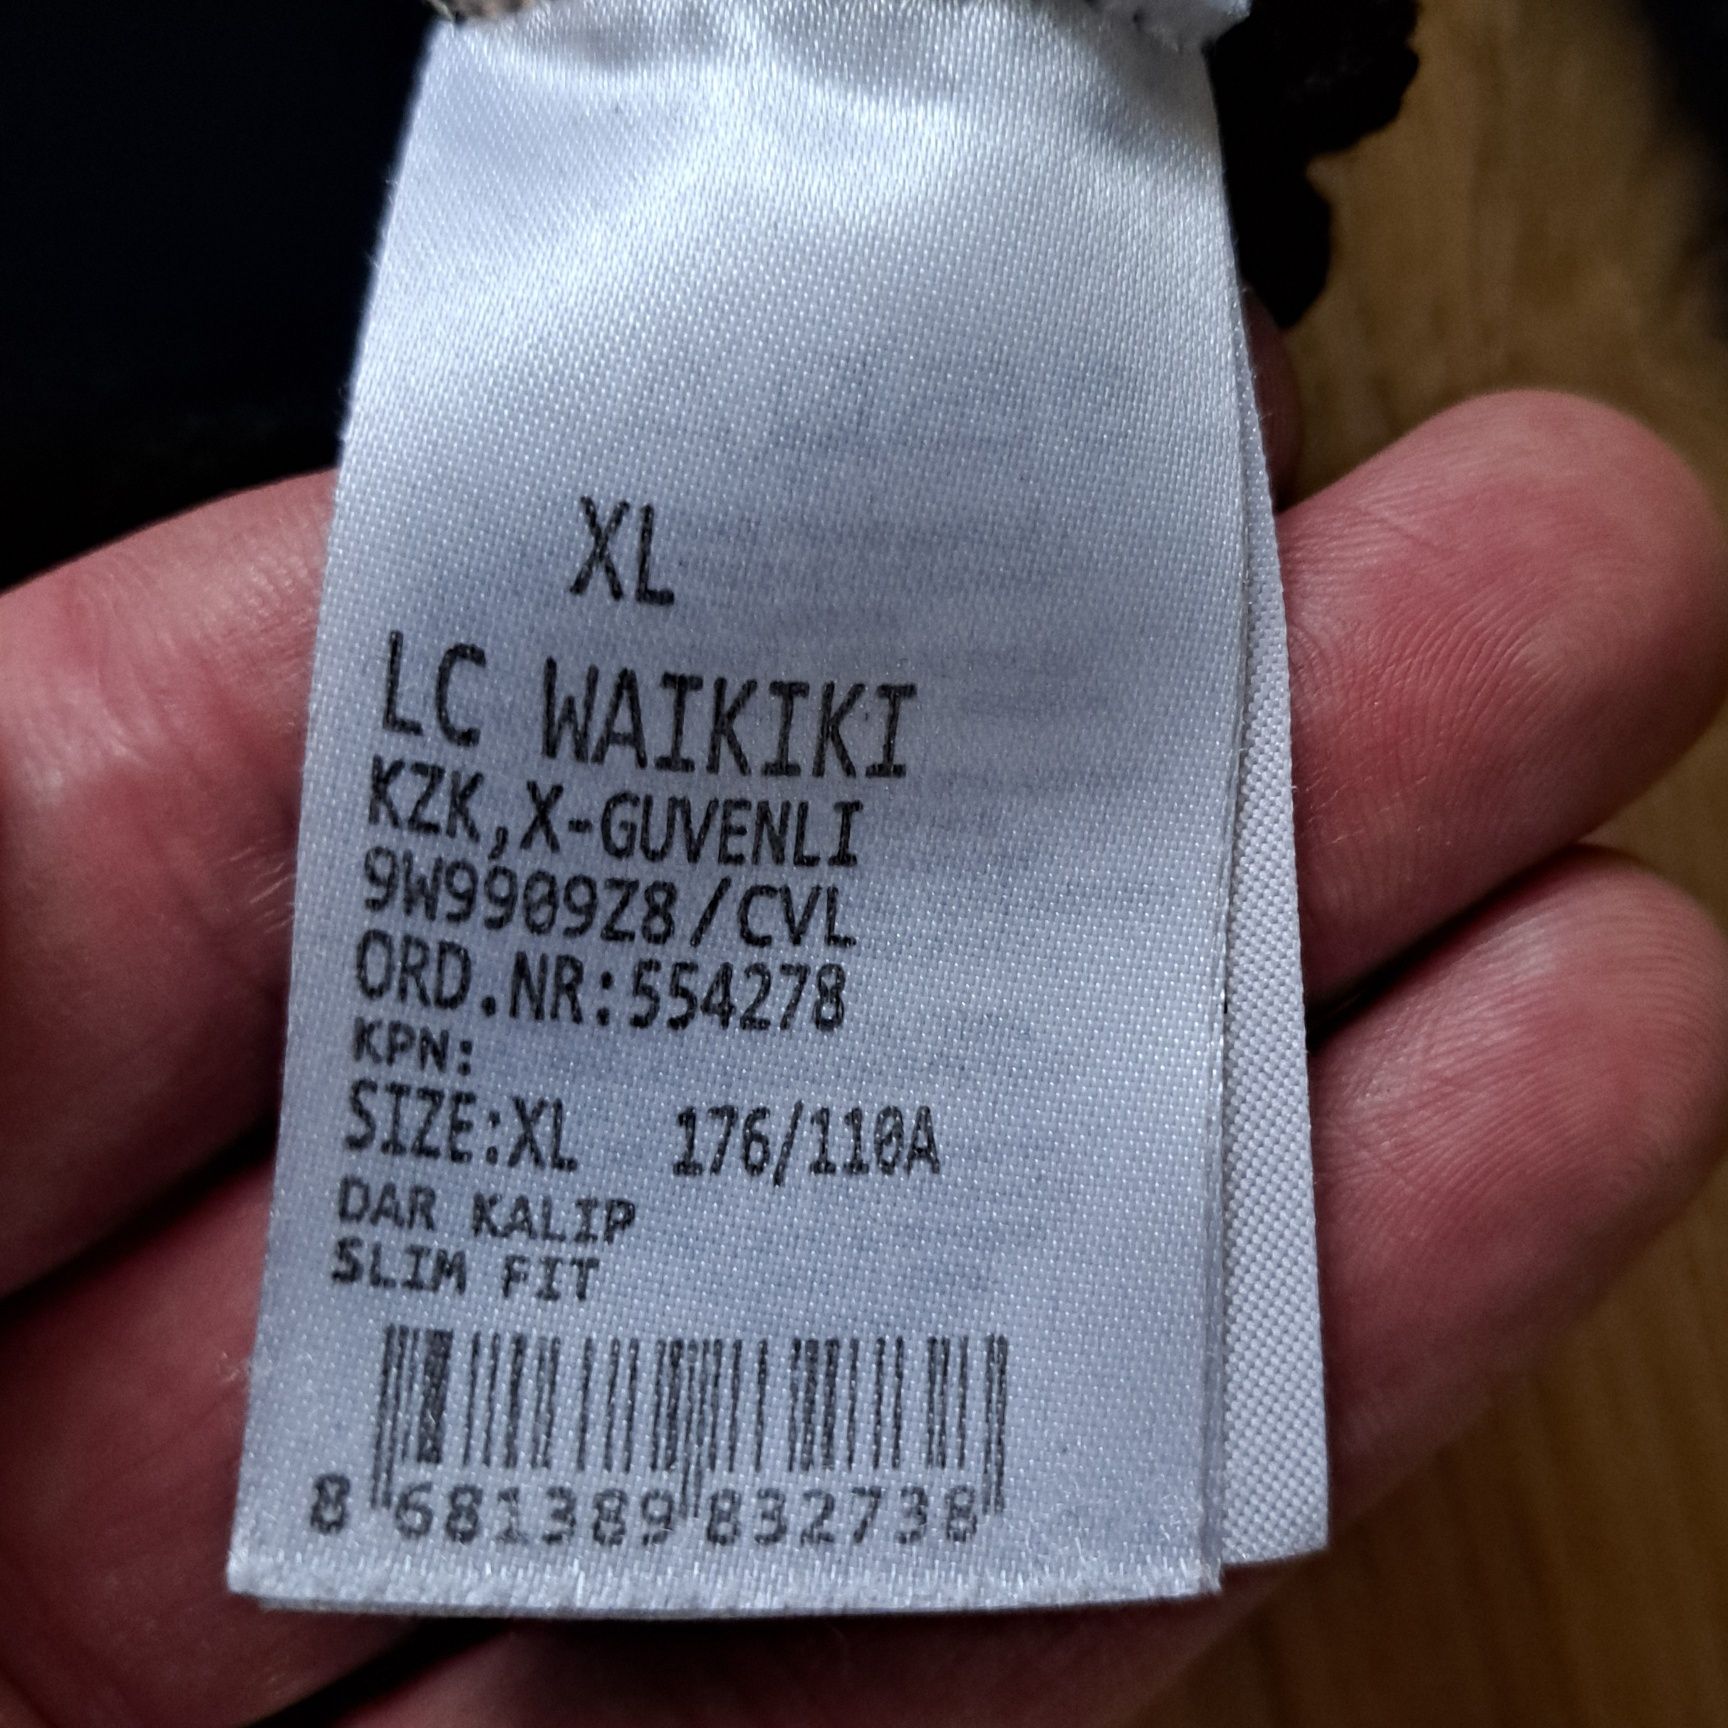 XL
LC WAIKIKI
KZK,X-GUVENLI
9W9909Z8/CVL
ORD.NR:554278
KPN:
SIZE:XL 176/110A
DAR KALIP
SLIM FIT
8 681389 832738